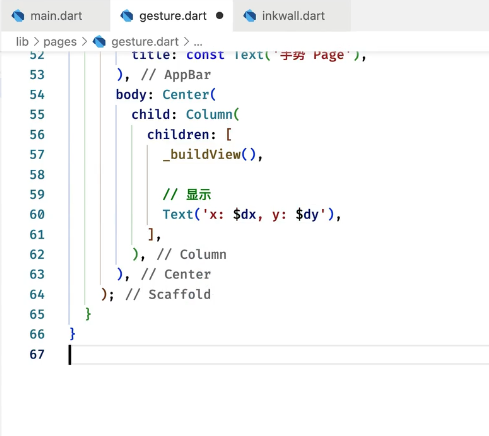 main.dart gesture.dart inkwall.dart
lib > pages > gesture.dart > ...
52 title: const Text('手势 Page'),
53 ), // AppBar
54 body: Center(
55 child: Column(
56 children: [
57 _buildView(),
58
59 // 显示
60 Text('x: $dx, y: $dy'),
61 ],
62 ), // Column
63 ), // Center
64 ); // Scaffold
65 }
66 }
67